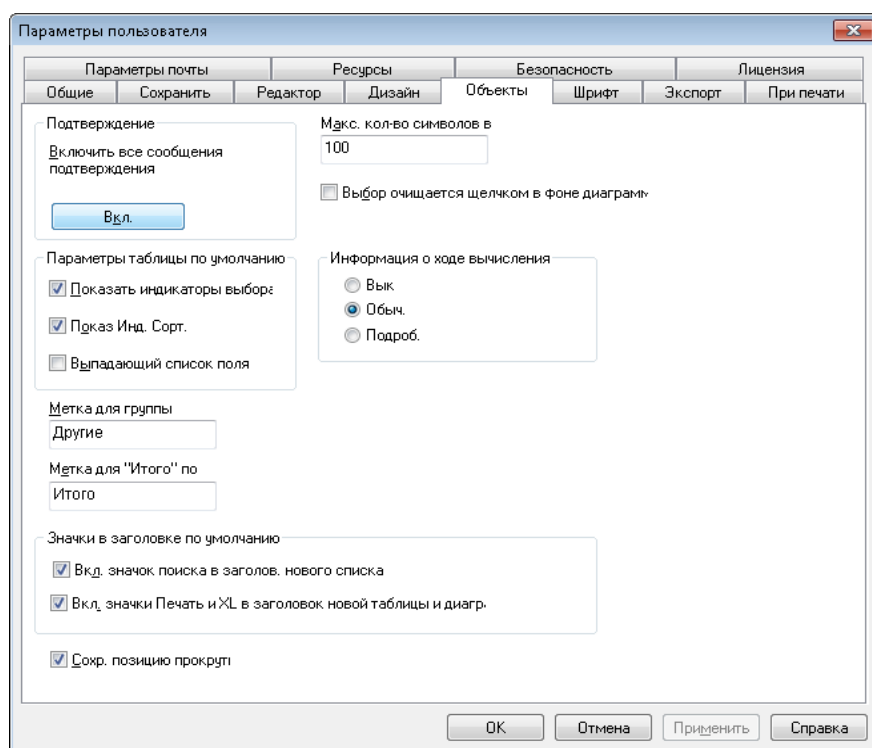 Параметры пользователя
Параметры почты Ресурсы Безопасность Лицензия
Общие Сохранить Редактор Дизайн Объекты Шрифт Экспорт При печати
Подтверждение
Включить все сообщения
подтверждения
Вкл.
Макс. кол-во символов в
100
Выбор очищается щелчком в фоне диаграмм
Параметры таблицы по умолчанию
Показать индикаторы выбора
Показ Инд. Сорт.
Выпадающий список поля
Информация о ходе вычисления
Вык
Обыч.
Подроб.
Метка для группы
Другие
Метка для "Итого" по
Итого
Значки в заголовке по умолчанию
Вкл. значок поиска в заголов. нового списка
Вкл. значки Печать и XL в заголовок новой таблицы и диагр.
Сохр. позицию прокрутı
OK Отмена Применить Справка